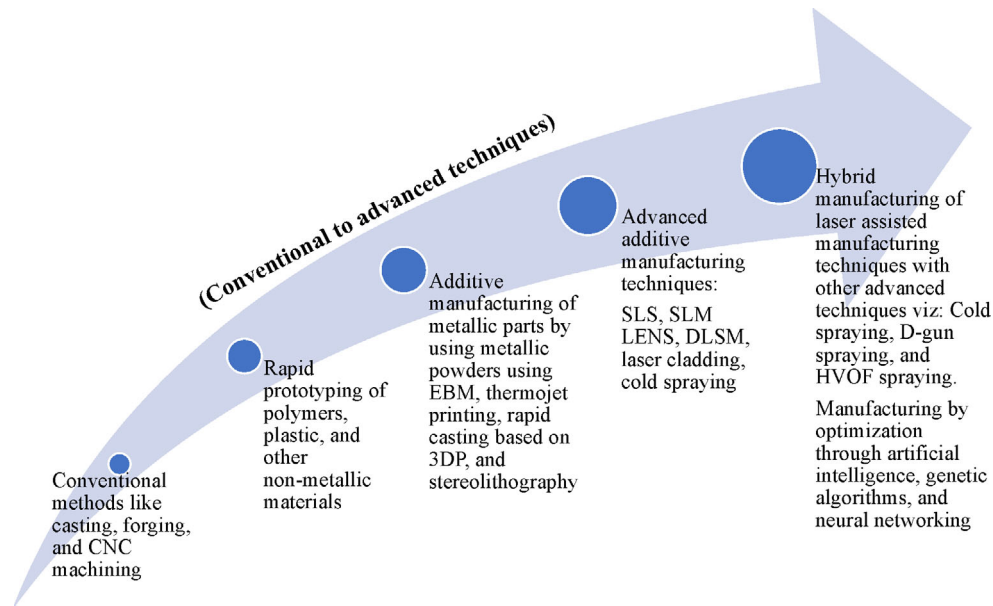 (Conventional to advanced techniques)
Conventional
methods like
casting, forging,
and CNC
machining
Rapid
prototyping of
polymers,
plastic, and
other
non-metallic
materials
Additive
manufacturing of
metallic parts by
using metallic
powders using
EBM, thermojet
printing, rapid
casting based on
3DP, and
stereolithography
Advanced
additive
manufacturing
techniques:
SLS, SLM
LENS, DLSM,
laser cladding,
cold spraying
Hybrid
manufacturing of
laser assisted
manufacturing
techniques with
other advanced
techniques viz: Cold
spraying, D-gun
spraying, and
HVOF spraying.
Manufacturing by
optimization
through artificial
intelligence, genetic
algorithms, and
neural networking